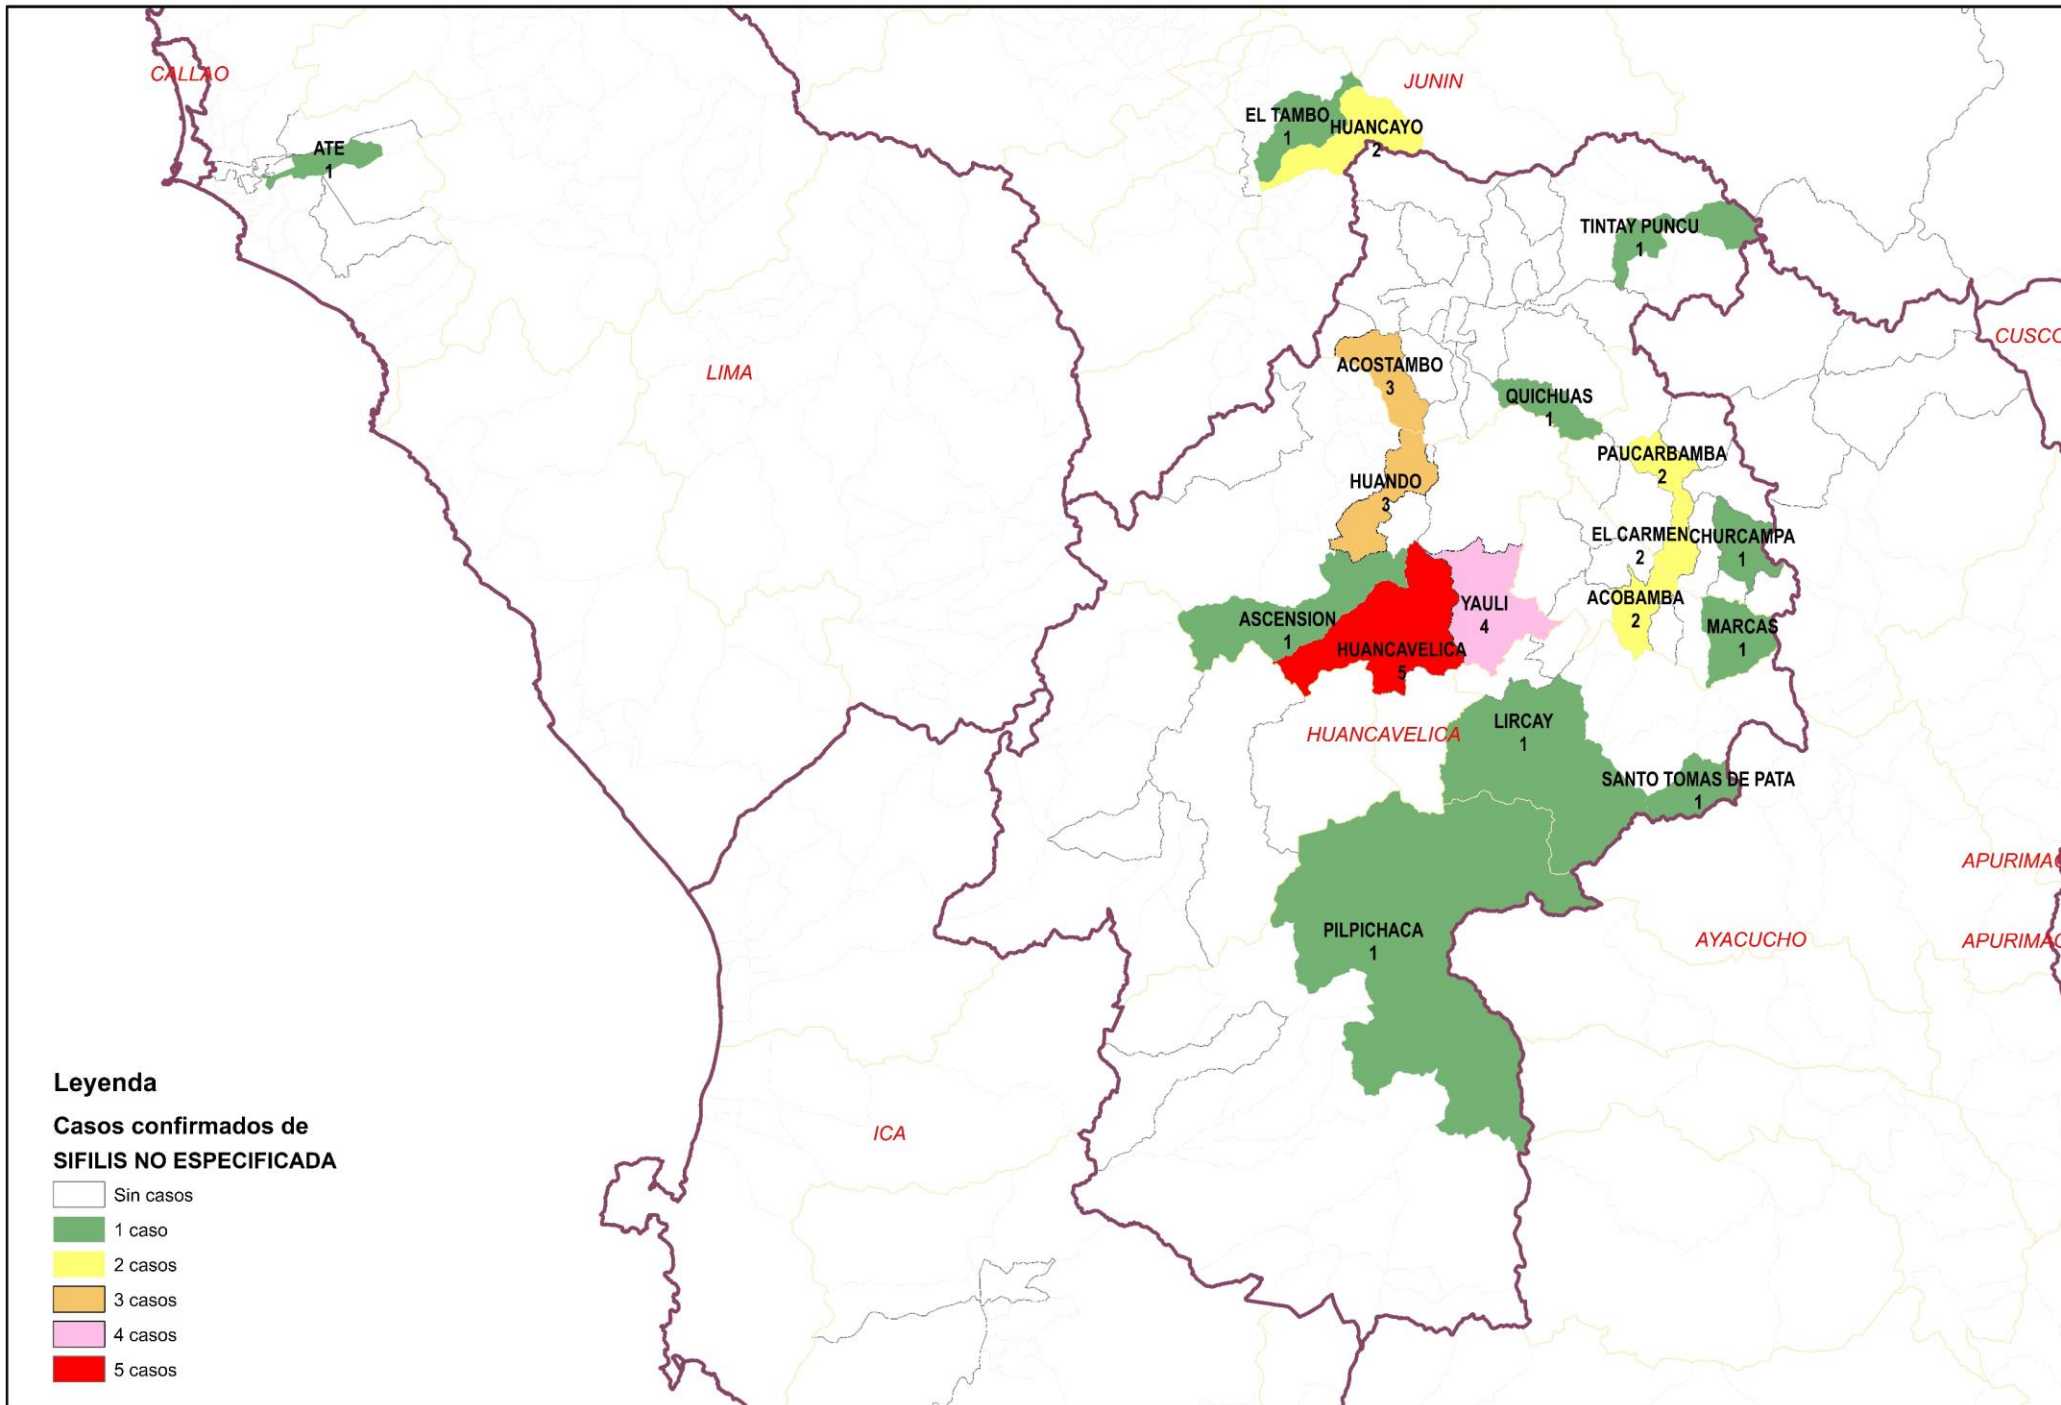 CALLAO
JUNIN
EL TAMBO
1
HUANCAYO
2
ATE
1
TINTAY PUNCU
1
CUSCO
LIMA
ACOSTAMBO
3
QUICHUAS
1
PAUCARBAMBA
2
HUANDO
3
EL CARMEN
2
CHURCAMPA
1
ASCENSION
1
YAULI
4
ACOBAMBA
2
MARCAS
1
HUANCAVELICA
5
HUANCAVELICA
LIRCAY
1
SANTO TOMAS DE PATA
1
APURIMAC
PILPICHACA
1
AYACUCHO
APURIMAC
ICA
Leyenda
Casos confirmados de
SIFILIS NO ESPECIFICADA
Sin casos
1 caso
2 casos
3 casos
4 casos
5 casos